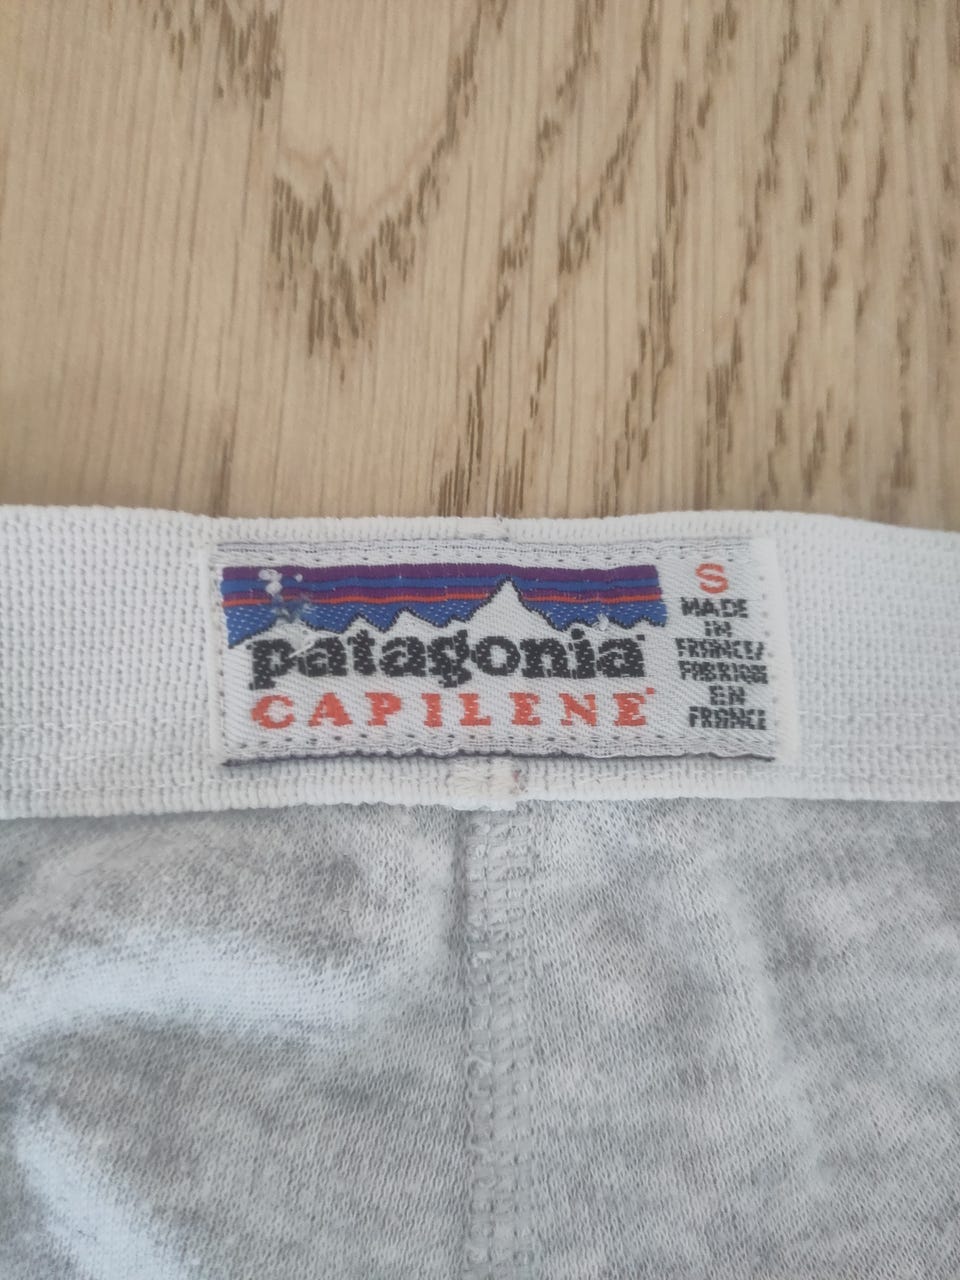 patagonia®
CAPILENE®
S
MADE
IN
FRANCE/
FABRIQUE
EN
FRANCE